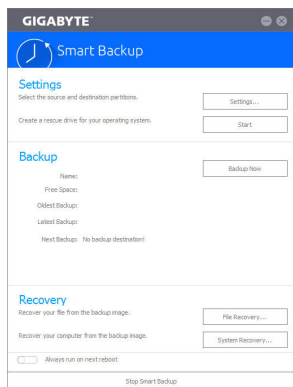 GIGABYTE™
Smart Backup
Settings
Select the source and destination partitions.
Settings...
Create a rescue drive for your operating system.
Start
Backup
Backup Now
Name:
Free Space:
Oldest Backup:
Latest Backup:
Next Backup: No backup destination!
Recovery
Recover your file from the backup image.
File Recovery...
Recover your computer from the backup image.
System Recovery...
Always run on next reboot
Stop Smart Backup